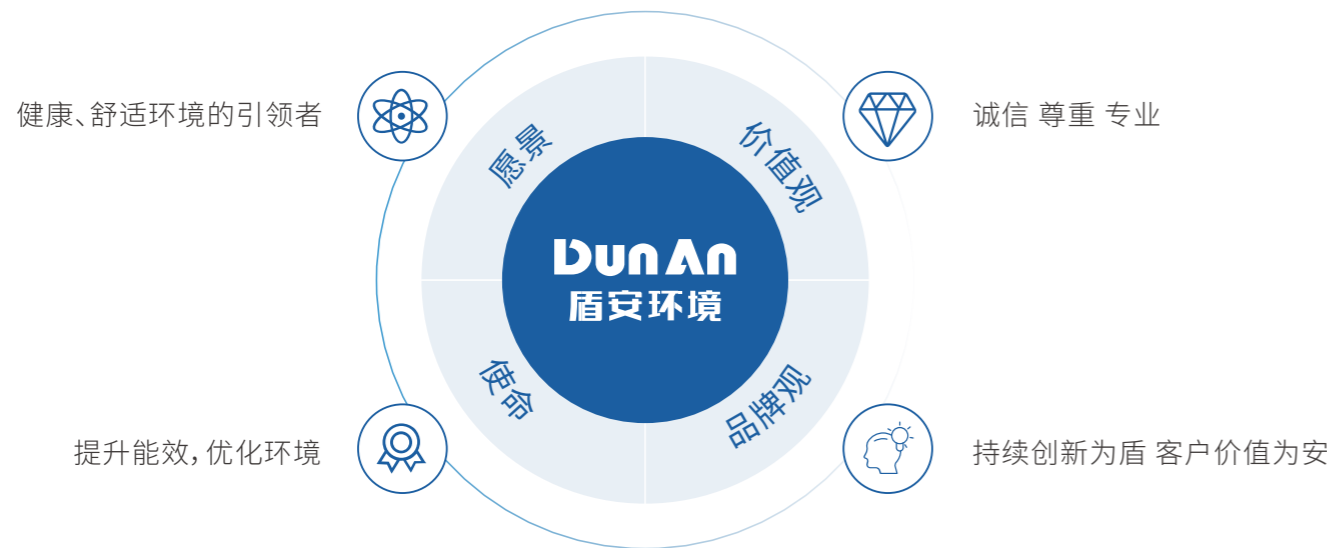 健康、舒适环境的引领者
愿景
价值观
诚信 尊重 专业
DunAn
盾安环境
提升能效，优化环境
使命
品牌观
持续创新为盾 客户价值为安